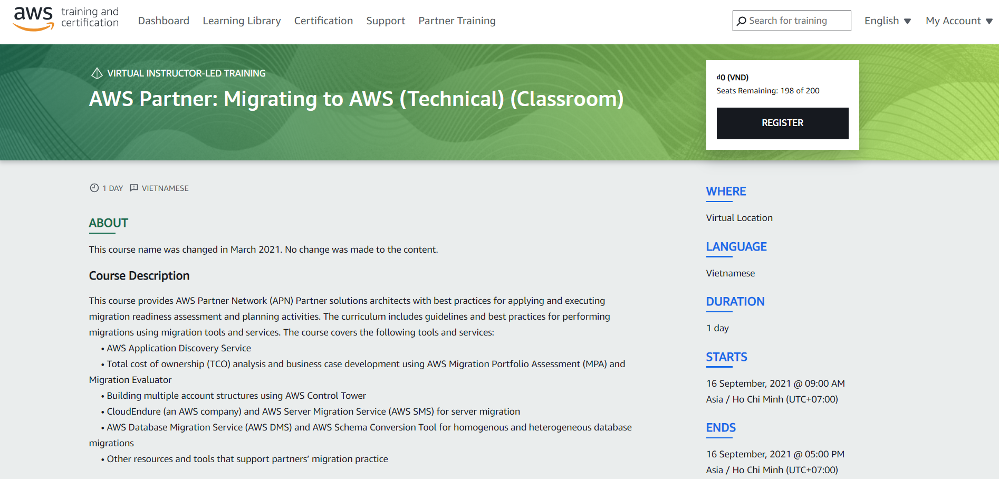 aws training and certification
Dashboard Learning Library Certification Support Partner Training Search for training English My Account
VIRTUAL INSTRUCTOR-LED TRAINING
AWS Partner: Migrating to AWS (Technical) (Classroom)
₫0 (VND)
Seats Remaining: 198 of 200
REGISTER
1 DAY VIETNAMESE
ABOUT
This course name was changed in March 2021. No change was made to the content.
Course Description
This course provides AWS Partner Network (APN) Partner solutions architects with best practices for applying and executing
migration readiness assessment and planning activities. The curriculum includes guidelines and best practices for performing
migrations using migration tools and services. The course covers the following tools and services:
• AWS Application Discovery Service
• Total cost of ownership (TCO) analysis and business case development using AWS Migration Portfolio Assessment (MPA) and
Migration Evaluator
• Building multiple account structures using AWS Control Tower
• CloudEndure (an AWS company) and AWS Server Migration Service (AWS SMS) for server migration
• AWS Database Migration Service (AWS DMS) and AWS Schema Conversion Tool for homogenous and heterogeneous database
migrations
• Other resources and tools that support partners’ migration practice
WHERE
Virtual Location
LANGUAGE
Vietnamese
DURATION
1 day
STARTS
16 September, 2021 @ 09:00 AM
Asia / Ho Chi Minh (UTC+07:00)
ENDS
16 September, 2021 @ 05:00 PM
Asia / Ho Chi Minh (UTC+07:00)